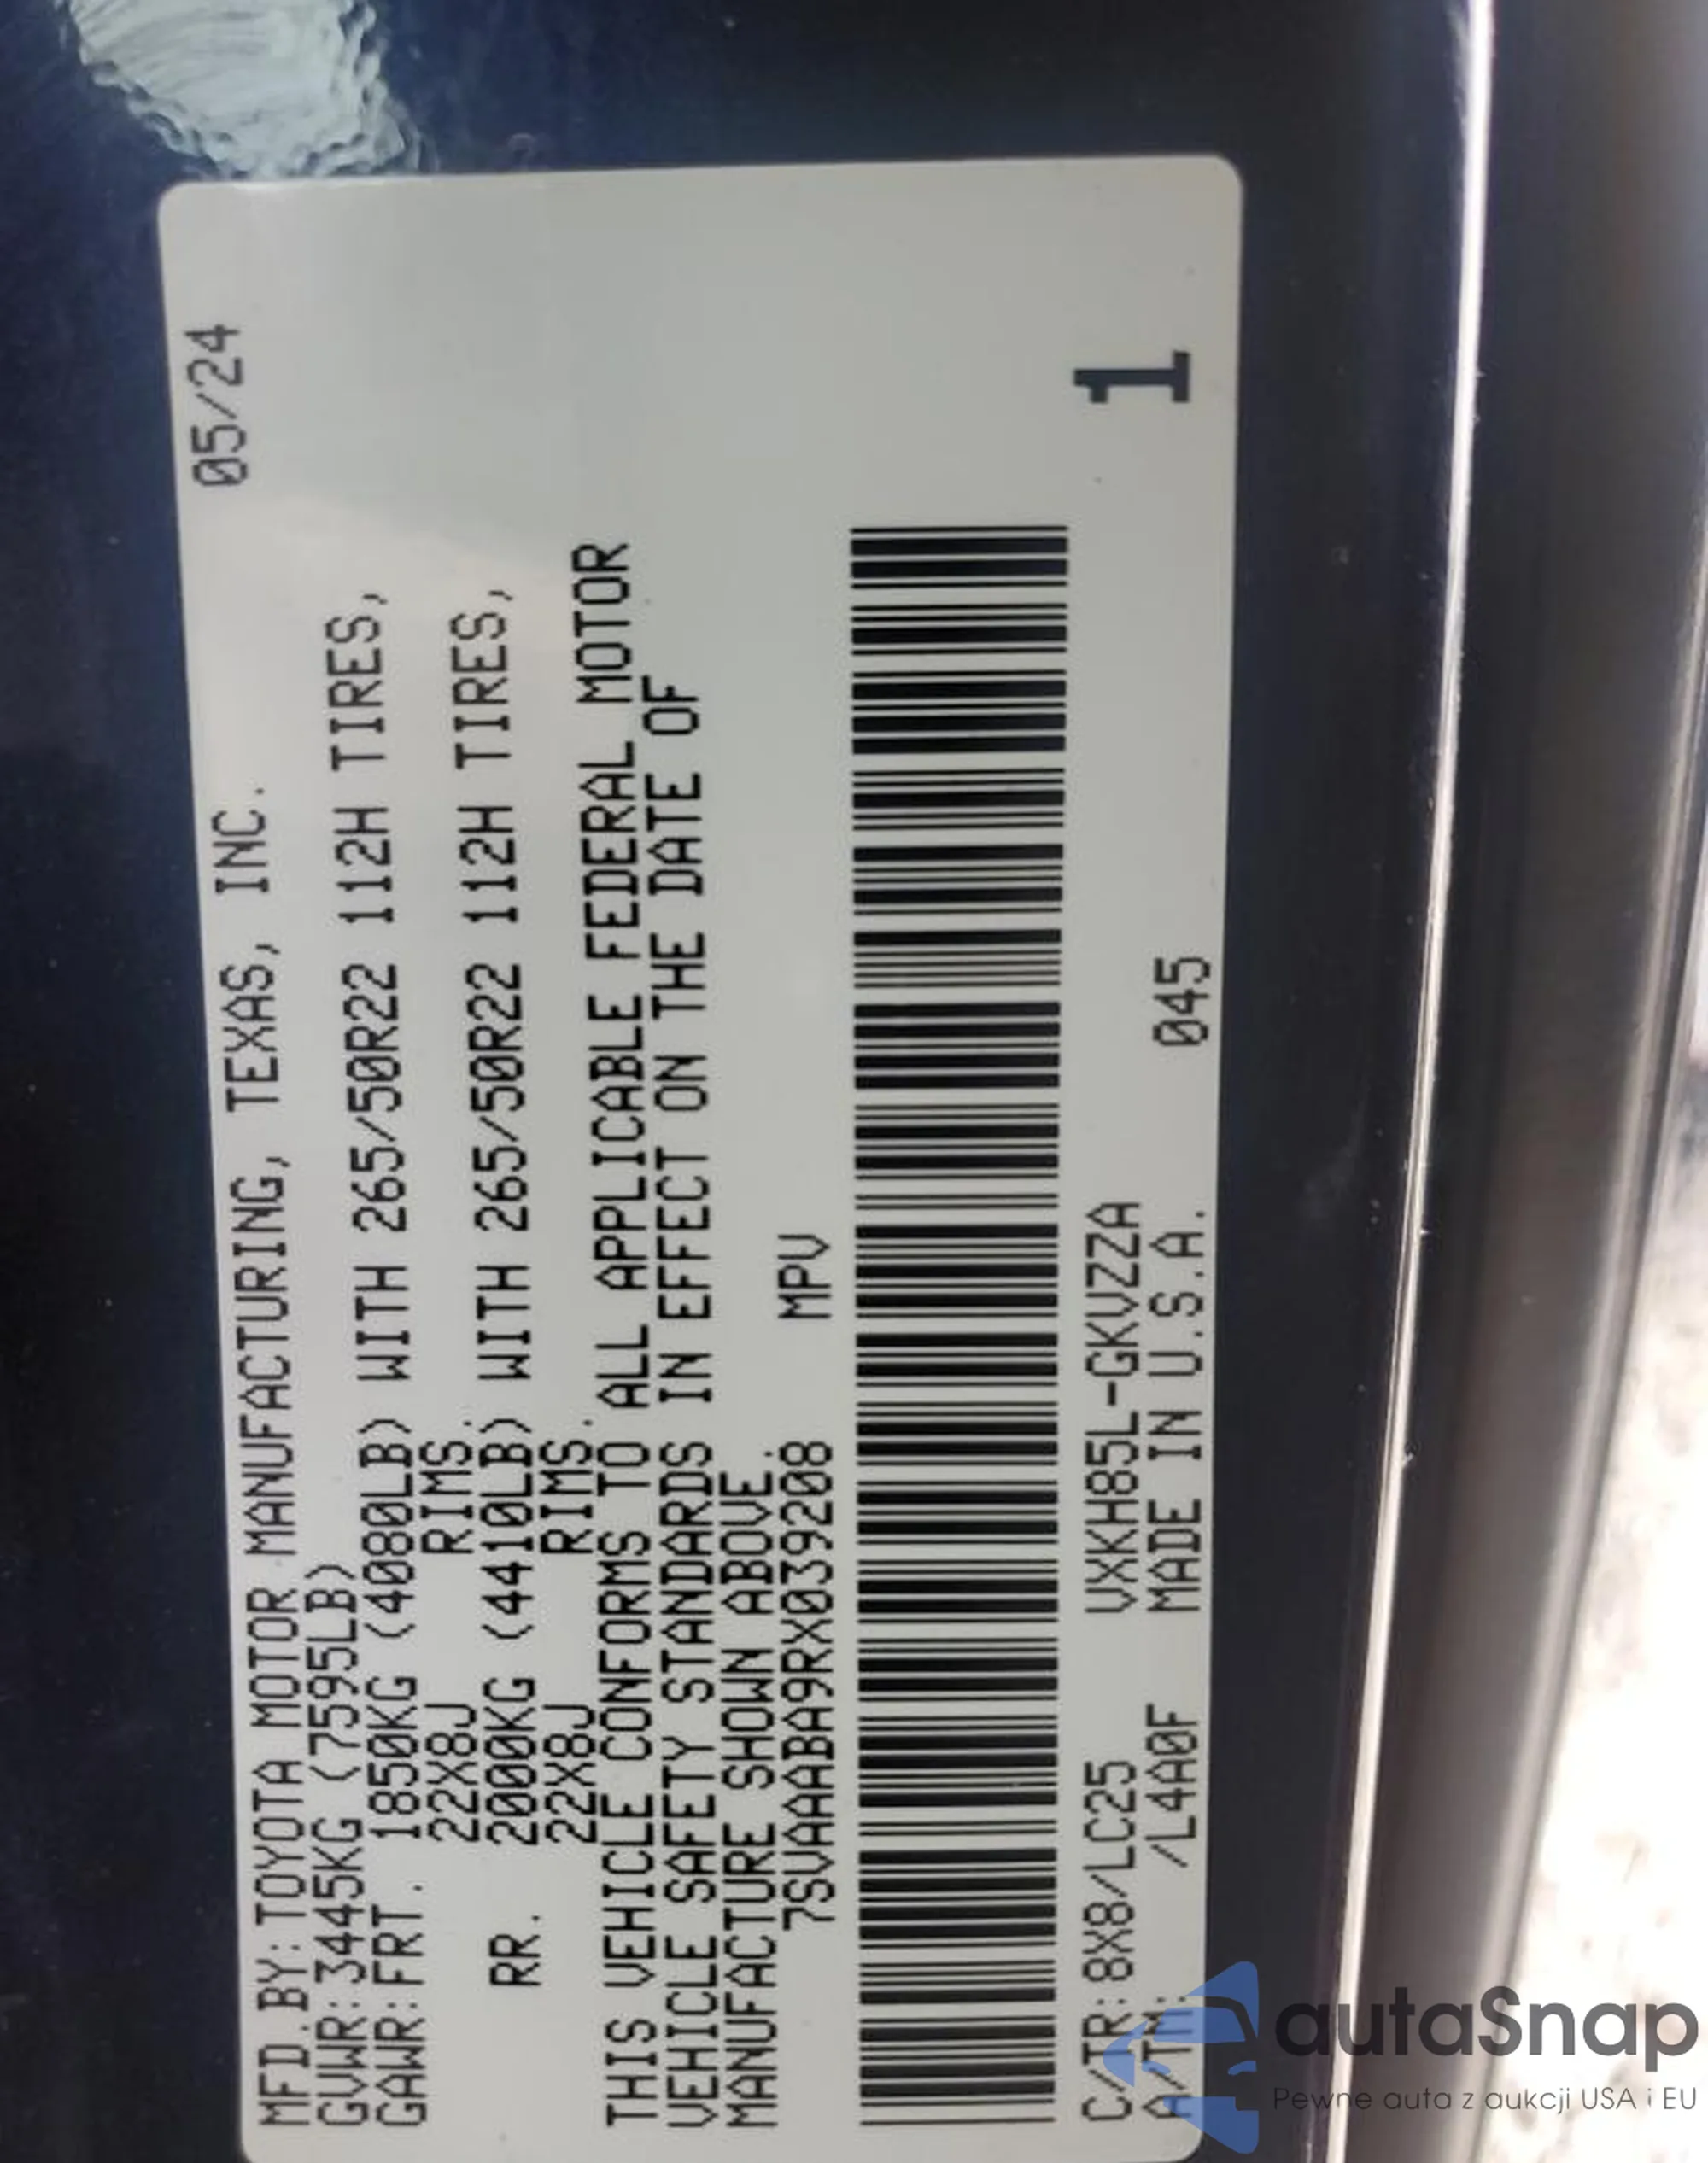 MFD.BY:TOYOTA MOTOR MANUFACTURING, TEXAS, INC. 05/24
GVWR:3445KG (7595LB)
GAWR:FRT. 1850KG (4080LB) WITH 265/50R22 112H TIRES,
22X8J RIMS.
RR. 2000KG (4410LB) WITH 265/50R22 112H TIRES,
22X8J RIMS.
THIS VEHICLE CONFORMS TO ALL APPLICABLE FEDERAL MOTOR
VEHICLE SAFETY STANDARDS IN EFFECT ON THE DATE OF
MANUFACTURE SHOWN ABOVE.
7SVAAABA9RX039208 MPV
C/TR:8X8/LC25 VXKH85L-GKVZZA
A/TM: /L4A0F MADE IN U.S.A. 045
1
autaSnap
Pewne auta z aukcji USA i EU